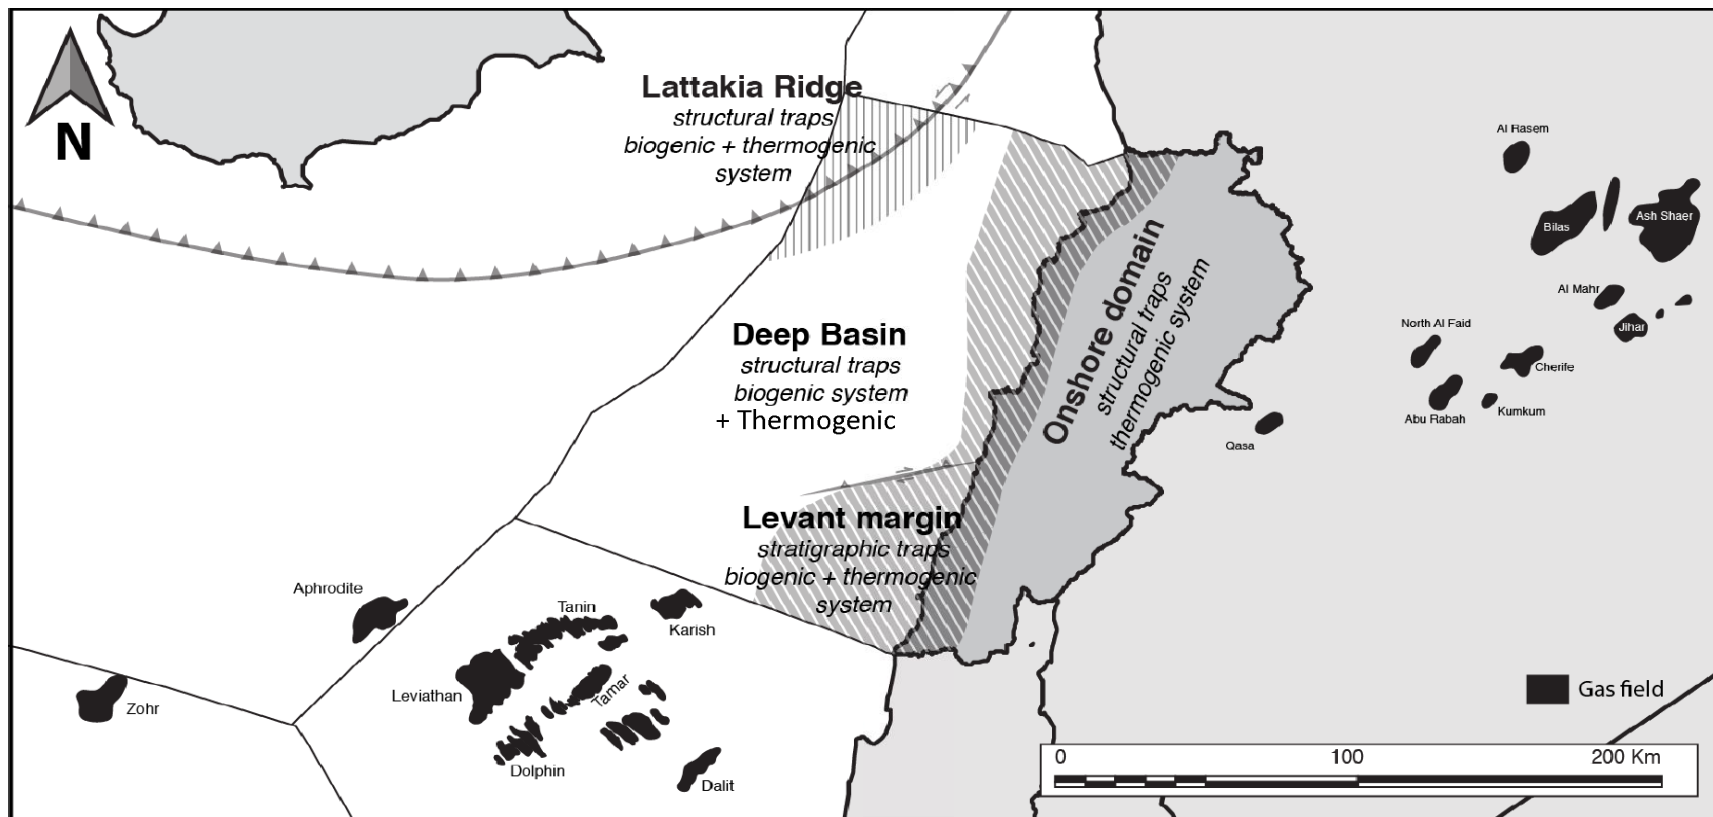 N
Lattakia Ridge
structural traps
biogenic + thermogenic
system
Deep Basin
structural traps
biogenic system
+ Thermogenic
Levant margin
stratigraphic traps
biogenic + thermogenic
system
Onshore domain
structural traps
thermogenic system
Al Hasem
Bilas
Ash Shaer
Al Mahr
Jihar
North Al Faid
Cherife
Abu Rabah
Kumkum
Qasa
Aphrodite
Tanin
Karish
Leviathan
Tamar
Zohr
Dolphin
Dalit
Gas field
0 100 200 Km